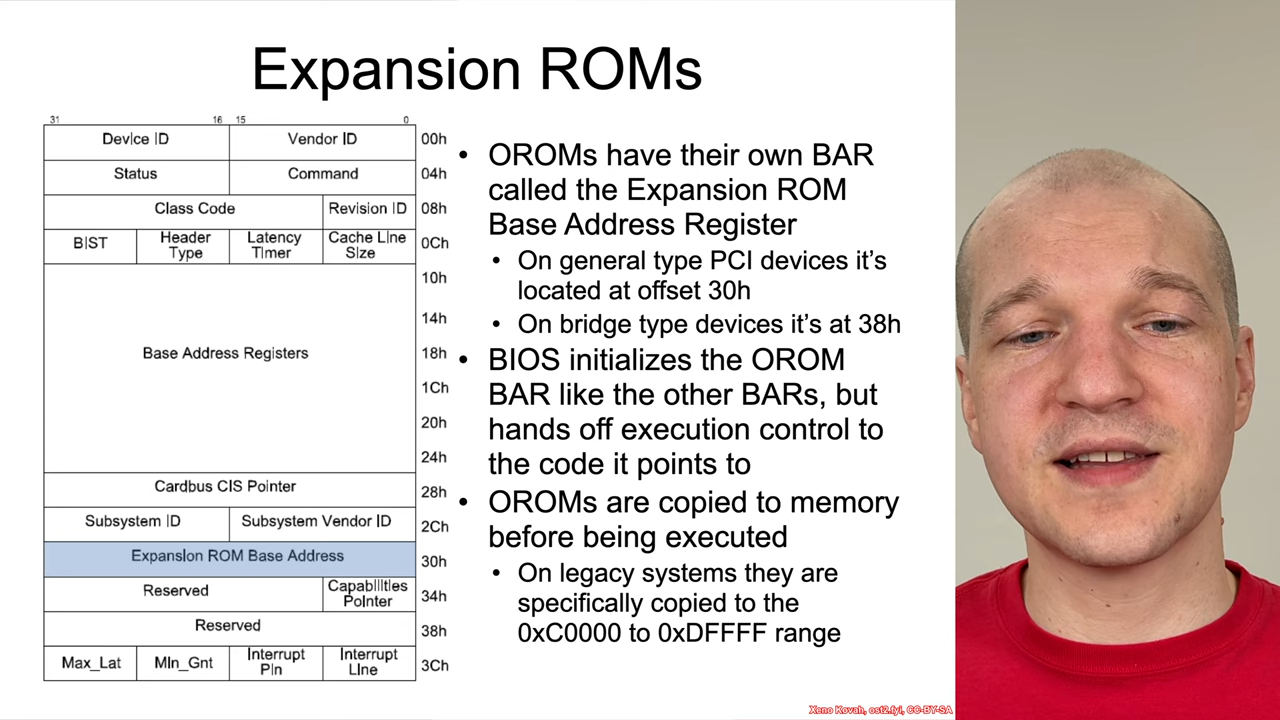 Expansion ROMs
31 16 15 0
Device ID Vendor ID 00h
Status Command 04h
Class Code Revision ID 08h
BIST Header Type Latency Timer Cache Line Size 0Ch
10h
14h
Base Address Registers 18h
1Ch
20h
24h
Cardbus CIS Pointer 28h
Subsystem ID Subsystem Vendor ID 2Ch
Expansion ROM Base Address 30h
Reserved Capabilities Pointer 34h
Reserved 38h
Max_Lat Min_Gnt Interrupt Pin Interrupt Line 3Ch
• OROMs have their own BAR
called the Expansion ROM
Base Address Register
• On general type PCI devices it’s
located at offset 30h
• On bridge type devices it’s at 38h
• BIOS initializes the OROM
BAR like the other BARs, but
hands off execution control to
the code it points to
• OROMs are copied to memory
before being executed
• On legacy systems they are
specifically copied to the
0xC0000 to 0xDFFFF range
Xeno Kovah, ost2.fyi, CC-BY-SA